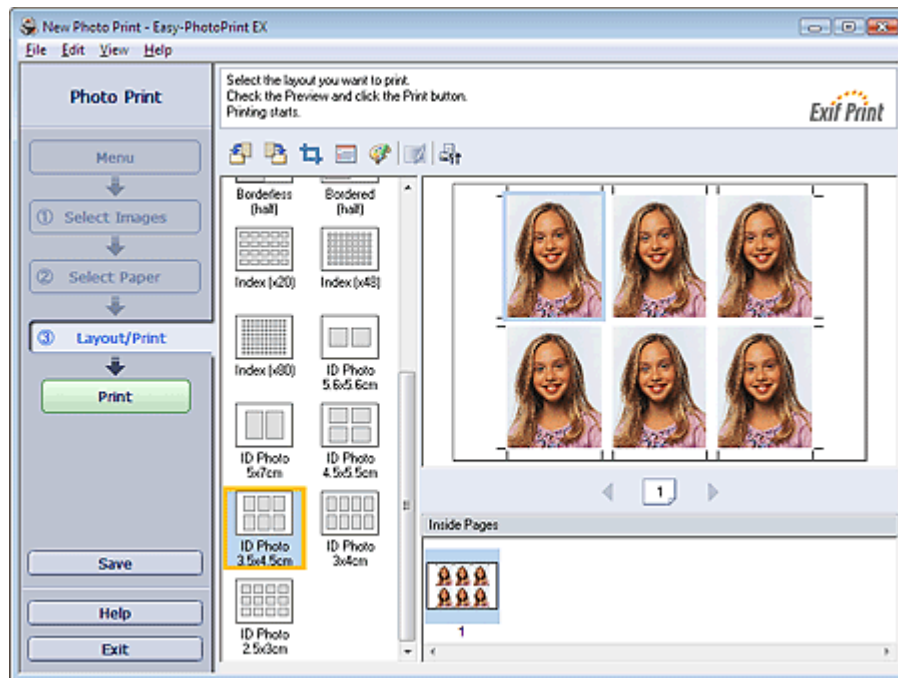 New Photo Print - Easy-PhotoPrint EX
File Edit View Help
Photo Print
Select the layout you want to print.
Check the Preview and click the Print button.
Printing starts.
Exif Print
Menu
① Select Images
② Select Paper
③ Layout/Print
Print
Save
Help
Exit
Borderless (half)
Bordered (half)
Index (x20)
Index (x48)
Index (x80)
ID Photo 5.6x5.6cm
ID Photo 5x7cm
ID Photo 4.5x5.5cm
ID Photo 3.5x4.5cm
ID Photo 3x4cm
ID Photo 2.5x3cm
1
Inside Pages
1